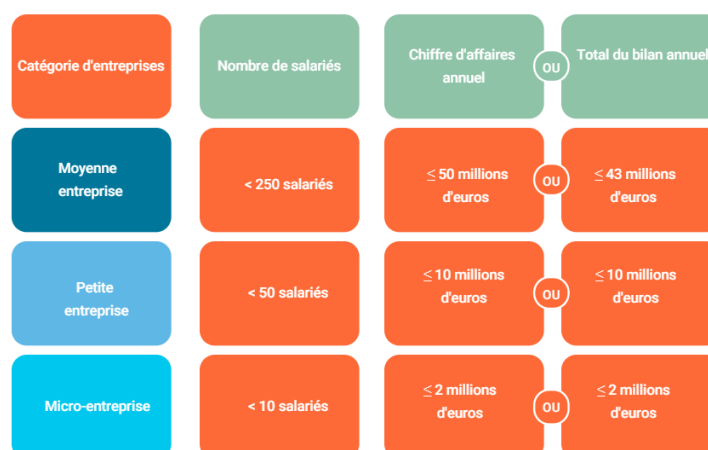 Catégorie d'entreprises
Nombre de salariés
Chiffre d'affaires
annuel
OU
Total du bilan annuel
Moyenne
entreprise
< 250 salariés
≤ 50 millions
d'euros
OU
≤ 43 millions
d'euros
Petite
entreprise
< 50 salariés
≤ 10 millions
d'euros
OU
≤ 10 millions
d'euros
Micro-entreprise
< 10 salariés
≤ 2 millions
d'euros
OU
≤ 2 millions
d'euros